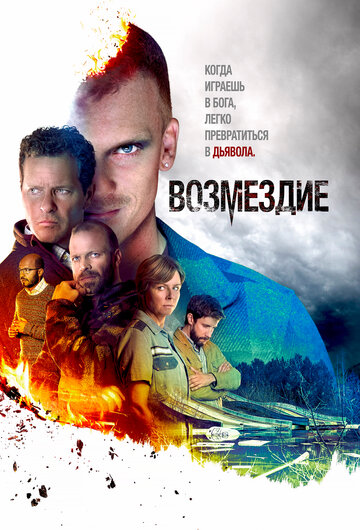 КОГДА
ИГРАЕШЬ
В БОГА,
ЛЕГКО
ПРЕВРАТИТЬСЯ
В ДЬЯВОЛА.
ВОЗМЕЗДИЕ